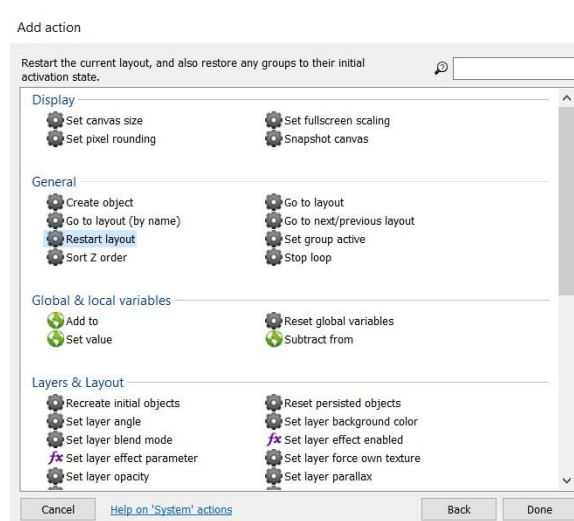 Add action
Restart the current layout, and also restore any groups to their initial
activation state.
Display
Set canvas size
Set fullscreen scaling
Set pixel rounding
Snapshot canvas
General
Create object
Go to layout
Go to layout (by name)
Go to next/previous layout
Restart layout
Set group active
Sort Z order
Stop loop
Global & local variables
Add to
Reset global variables
Set value
Subtract from
Layers & Layout
Recreate initial objects
Reset persisted objects
Set layer angle
Set layer background color
Set layer blend mode
fx Set layer effect enabled
fx Set layer effect parameter
Set layer force own texture
Set layer opacity
Set layer parallax
Cancel
Help on 'System' actions
Back
Done